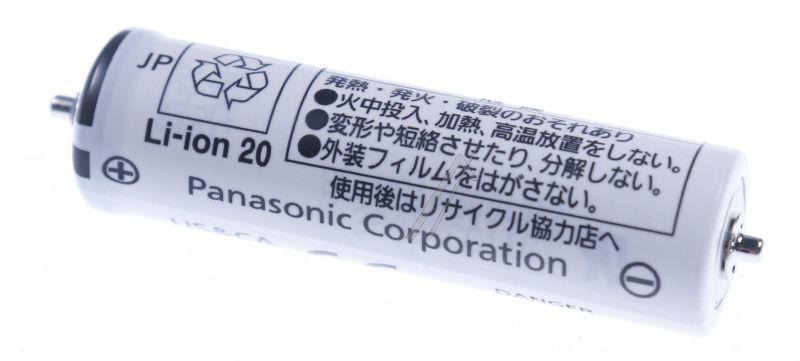 JP
Li-ion 20
発熱・発火・破裂のおそれあり
●火中投入、加熱、高温放置をしない。
●変形や短絡させたり、分解しない。
●外装フィルムをはがさない。
使用後はリサイクル協力店へ
Panasonic Corporation
US & CA
DANGER
+
−